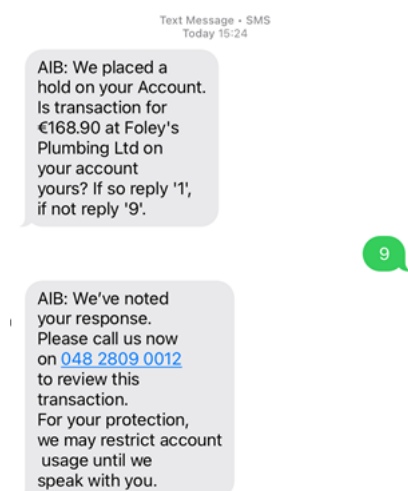 Text Message • SMS
Today 15:24
AIB: We placed a
hold on your Account.
Is transaction for
€168.90 at Foley's
Plumbing Ltd on
your account
yours? If so reply '1',
if not reply '9'.
9
AIB: We've noted
your response.
Please call us now
on 048 2809 0012
to review this
transaction.
For your protection,
we may restrict account
usage until we
speak with you.